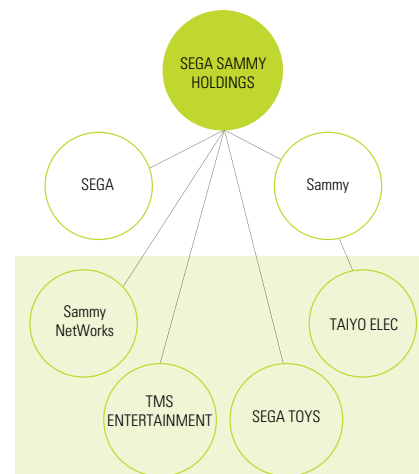 SEGA SAMMY
HOLDINGS
SEGA
Sammy
Sammy
NetWorks
TAIYO ELEC
TMS
ENTERTAINMENT
SEGA TOYS